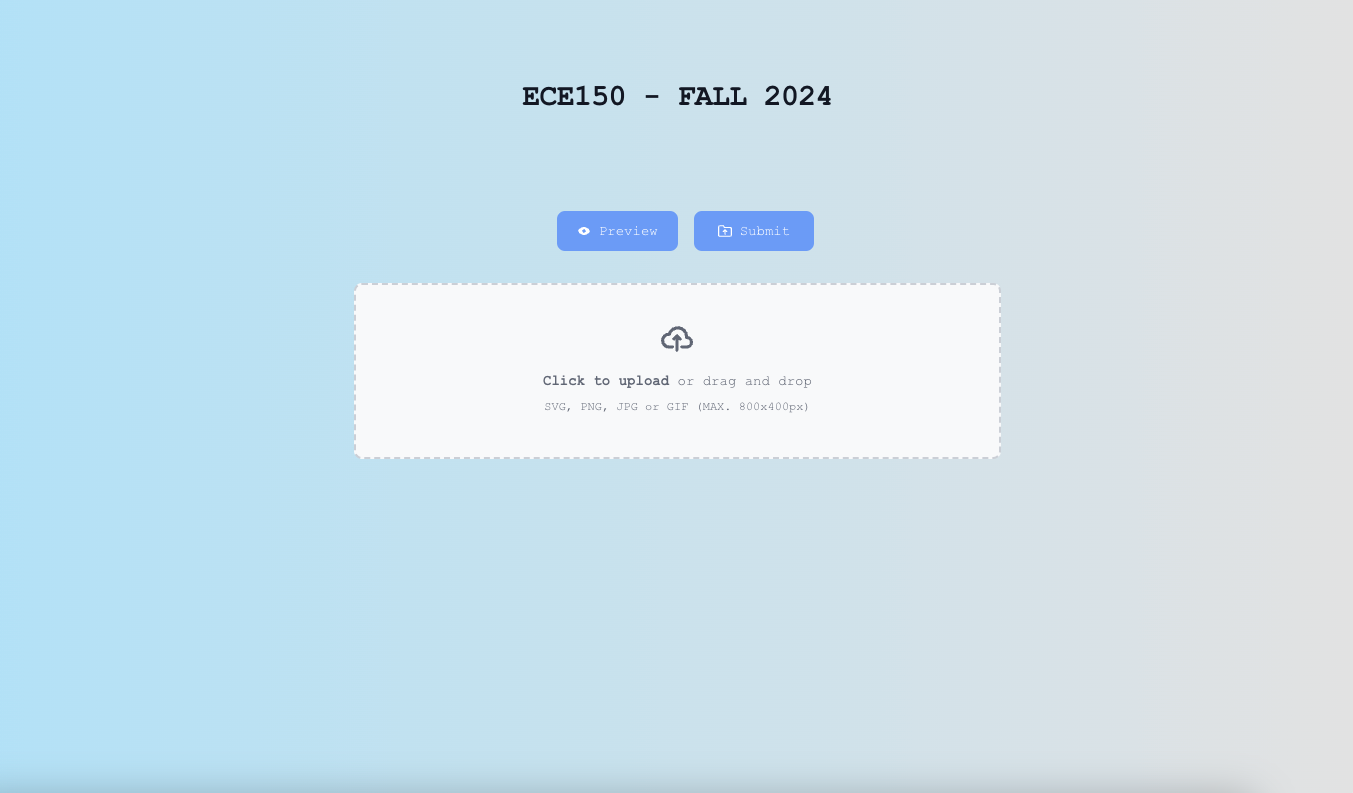 ECE150 - FALL 2024
Preview
Submit
Click to upload or drag and drop
SVG, PNG, JPG or GIF (MAX. 800x400px)